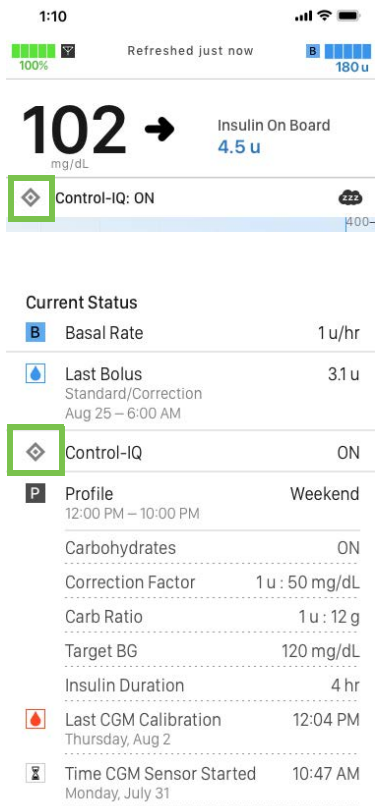 1:10
Refreshed just now
100%
B
180 u
102
mg/dL
Insulin On Board
4.5 u
Control-IQ: ON
zzz
400
Current Status
B Basal Rate 1 u/hr
Last Bolus 3.1 u
Standard/Correction
Aug 25 – 6:00 AM
Control-IQ ON
P Profile Weekend
12:00 PM – 10:00 PM
Carbohydrates ON
Correction Factor 1 u : 50 mg/dL
Carb Ratio 1 u : 12 g
Target BG 120 mg/dL
Insulin Duration 4 hr
Last CGM Calibration 12:04 PM
Thursday, Aug 2
Time CGM Sensor Started 10:47 AM
Monday, July 31